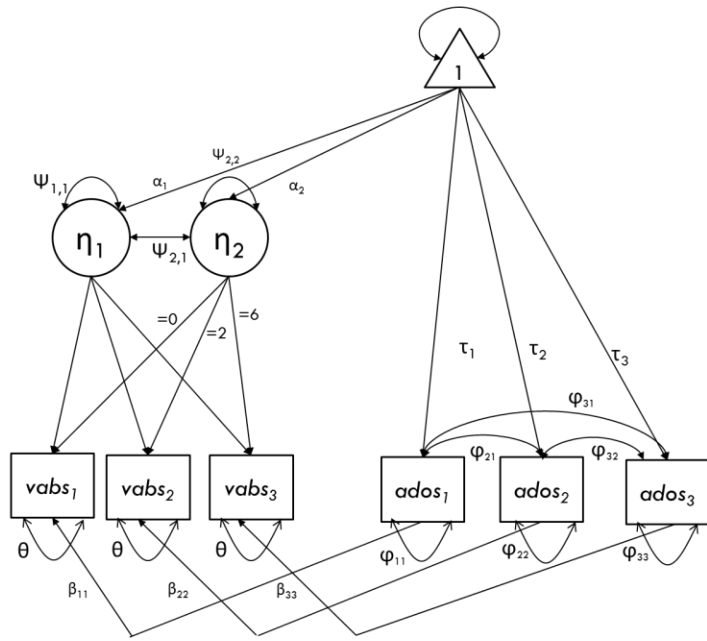 1
Ψ2,2
α1
α2
Ψ1,1
η1
Ψ2,1
η2
=0
=2
=6
τ1
τ2
τ3
φ31
φ21
φ32
vabs1
vabs2
vabs3
ados1
ados2
ados3
θ
θ
θ
φ11
φ22
φ33
β11
β22
β33